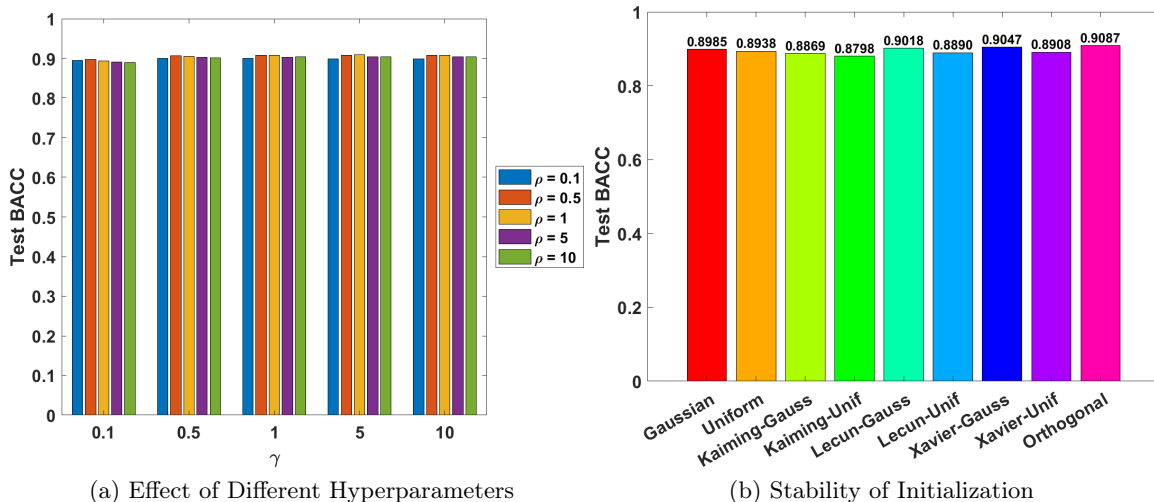 1
0.9
0.8
0.7
0.6
0.5
0.4
0.3
0.2
0.1
0
Test BACC
0.1 0.5 1 5 10
γ
ρ = 0.1
ρ = 0.5
ρ = 1
ρ = 5
ρ = 10
(a) Effect of Different Hyperparameters
1
0.8
0.6
0.4
0.2
0
Test BACC
0.8985 0.8938 0.8869 0.8798 0.9018 0.8890 0.9047 0.8908 0.9087
Gaussian
Uniform
Kaiming-Gauss
Kaiming-Unif
Lecun-Gauss
Lecun-Unif
Xavier-Gauss
Xavier-Unif
Orthogonal
(b) Stability of Initialization